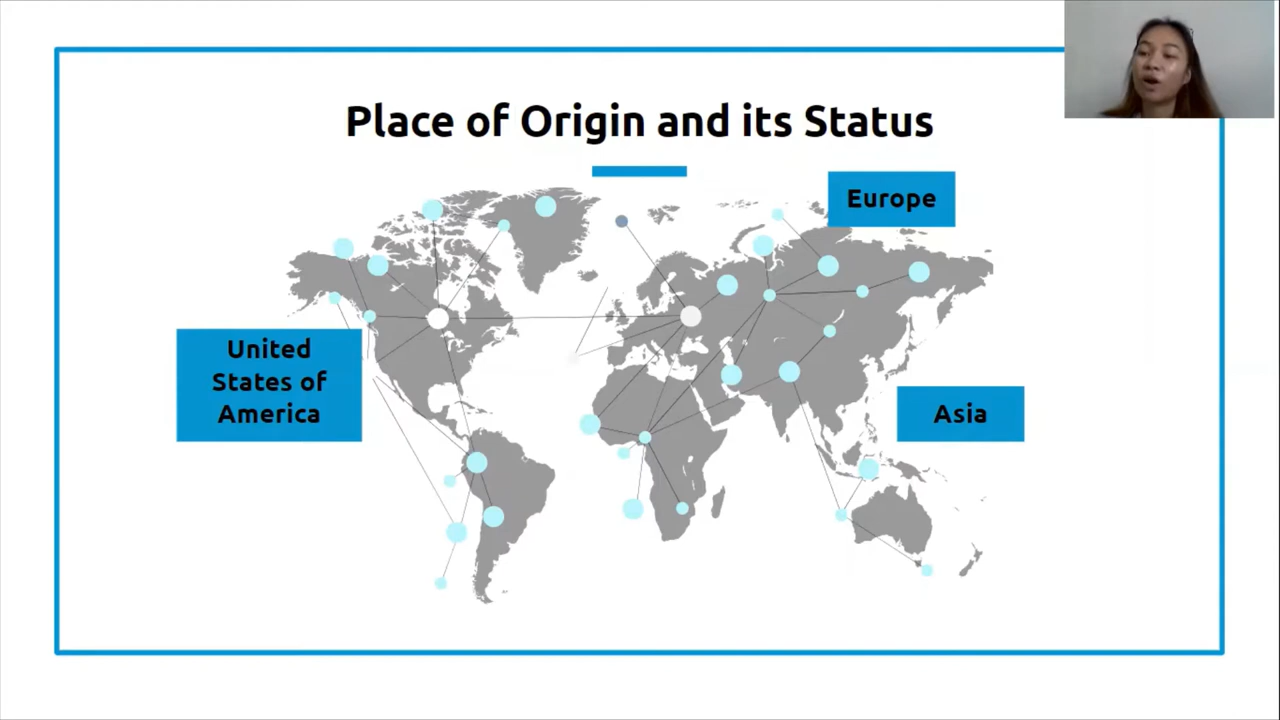 Place of Origin and its Status
Europe
United
States of
America
Asia